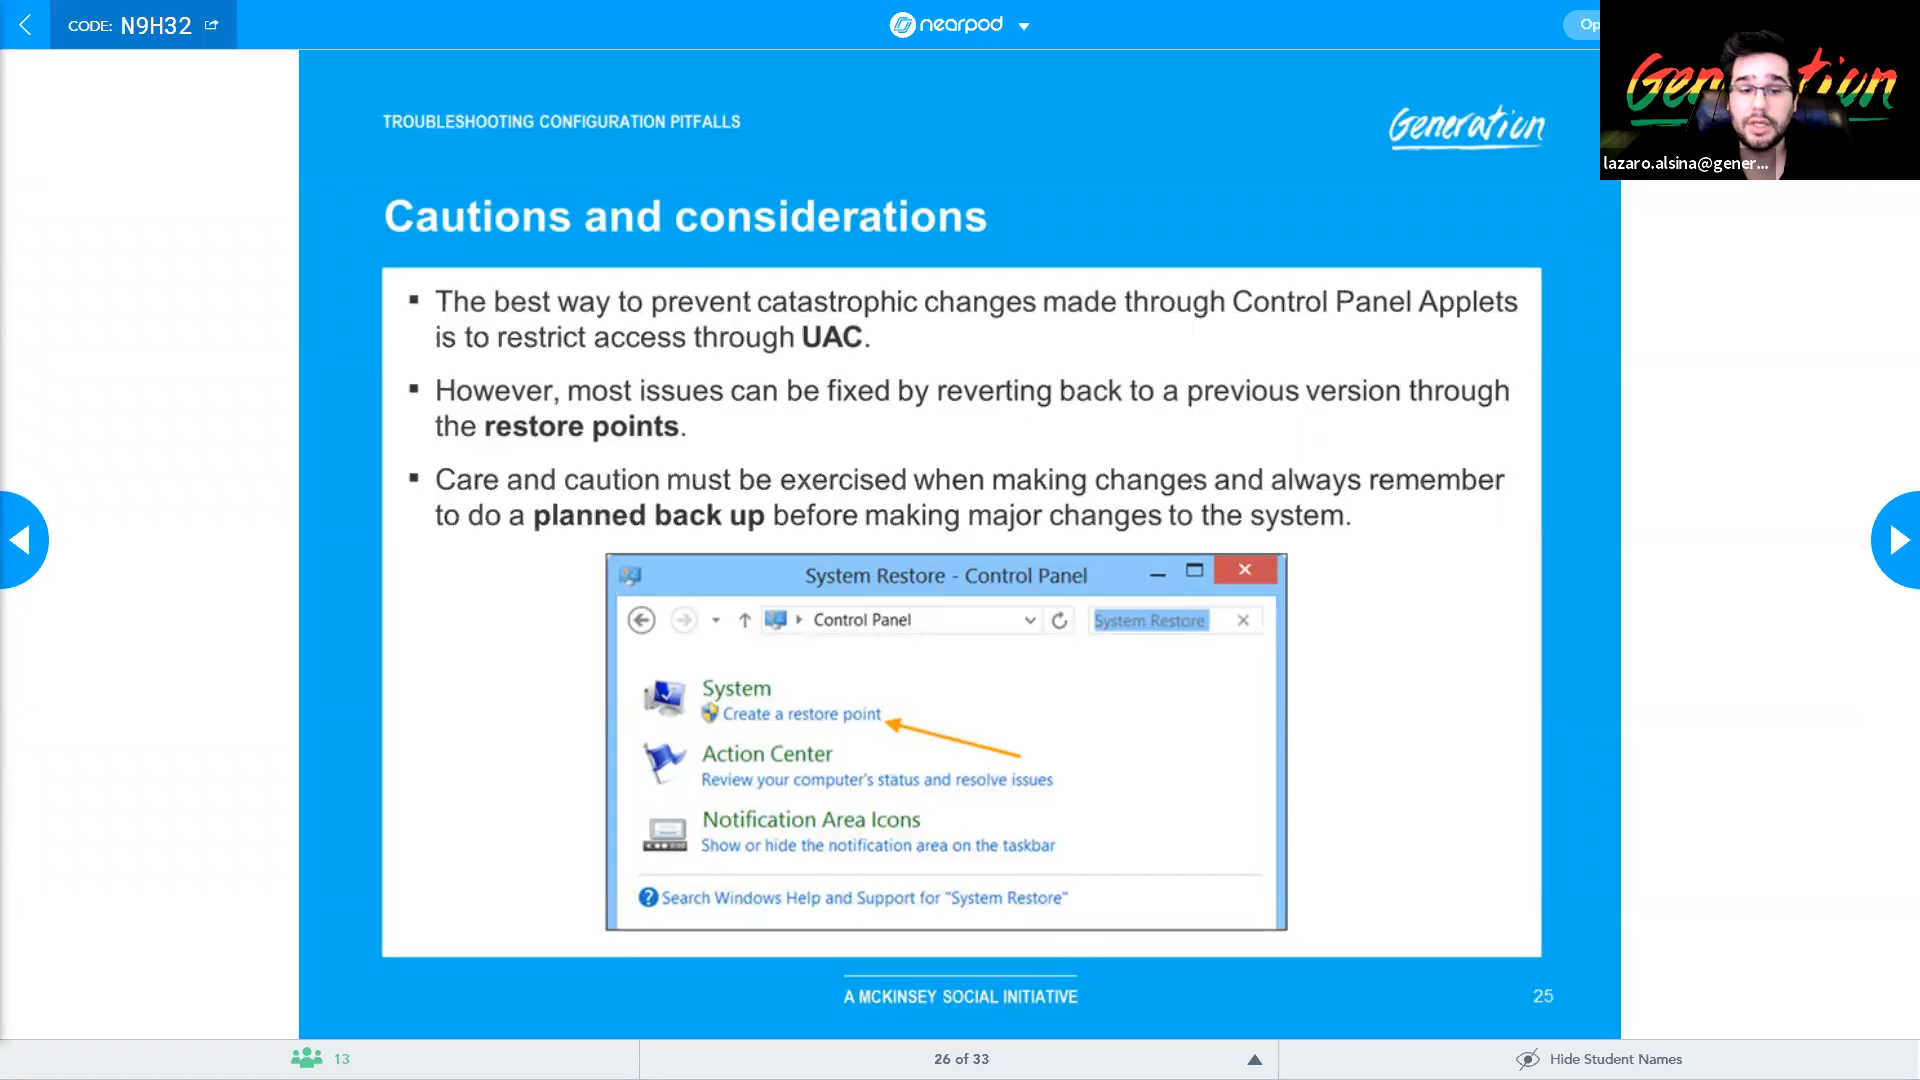 CODE: N9H32
nearpod
Op
Generation
lazaro.alsina@gener...
TROUBLESHOOTING CONFIGURATION PITFALLS
Generation
Cautions and considerations
▪ The best way to prevent catastrophic changes made through Control Panel Applets
is to restrict access through UAC.
▪ However, most issues can be fixed by reverting back to a previous version through
the restore points.
▪ Care and caution must be exercised when making changes and always remember
to do a planned back up before making major changes to the system.
System Restore - Control Panel
Control Panel
System Restore
System
Create a restore point
Action Center
Review your computer's status and resolve issues
Notification Area Icons
Show or hide the notification area on the taskbar
Search Windows Help and Support for "System Restore"
A MCKINSEY SOCIAL INITIATIVE
25
13
26 of 33
Hide Student Names